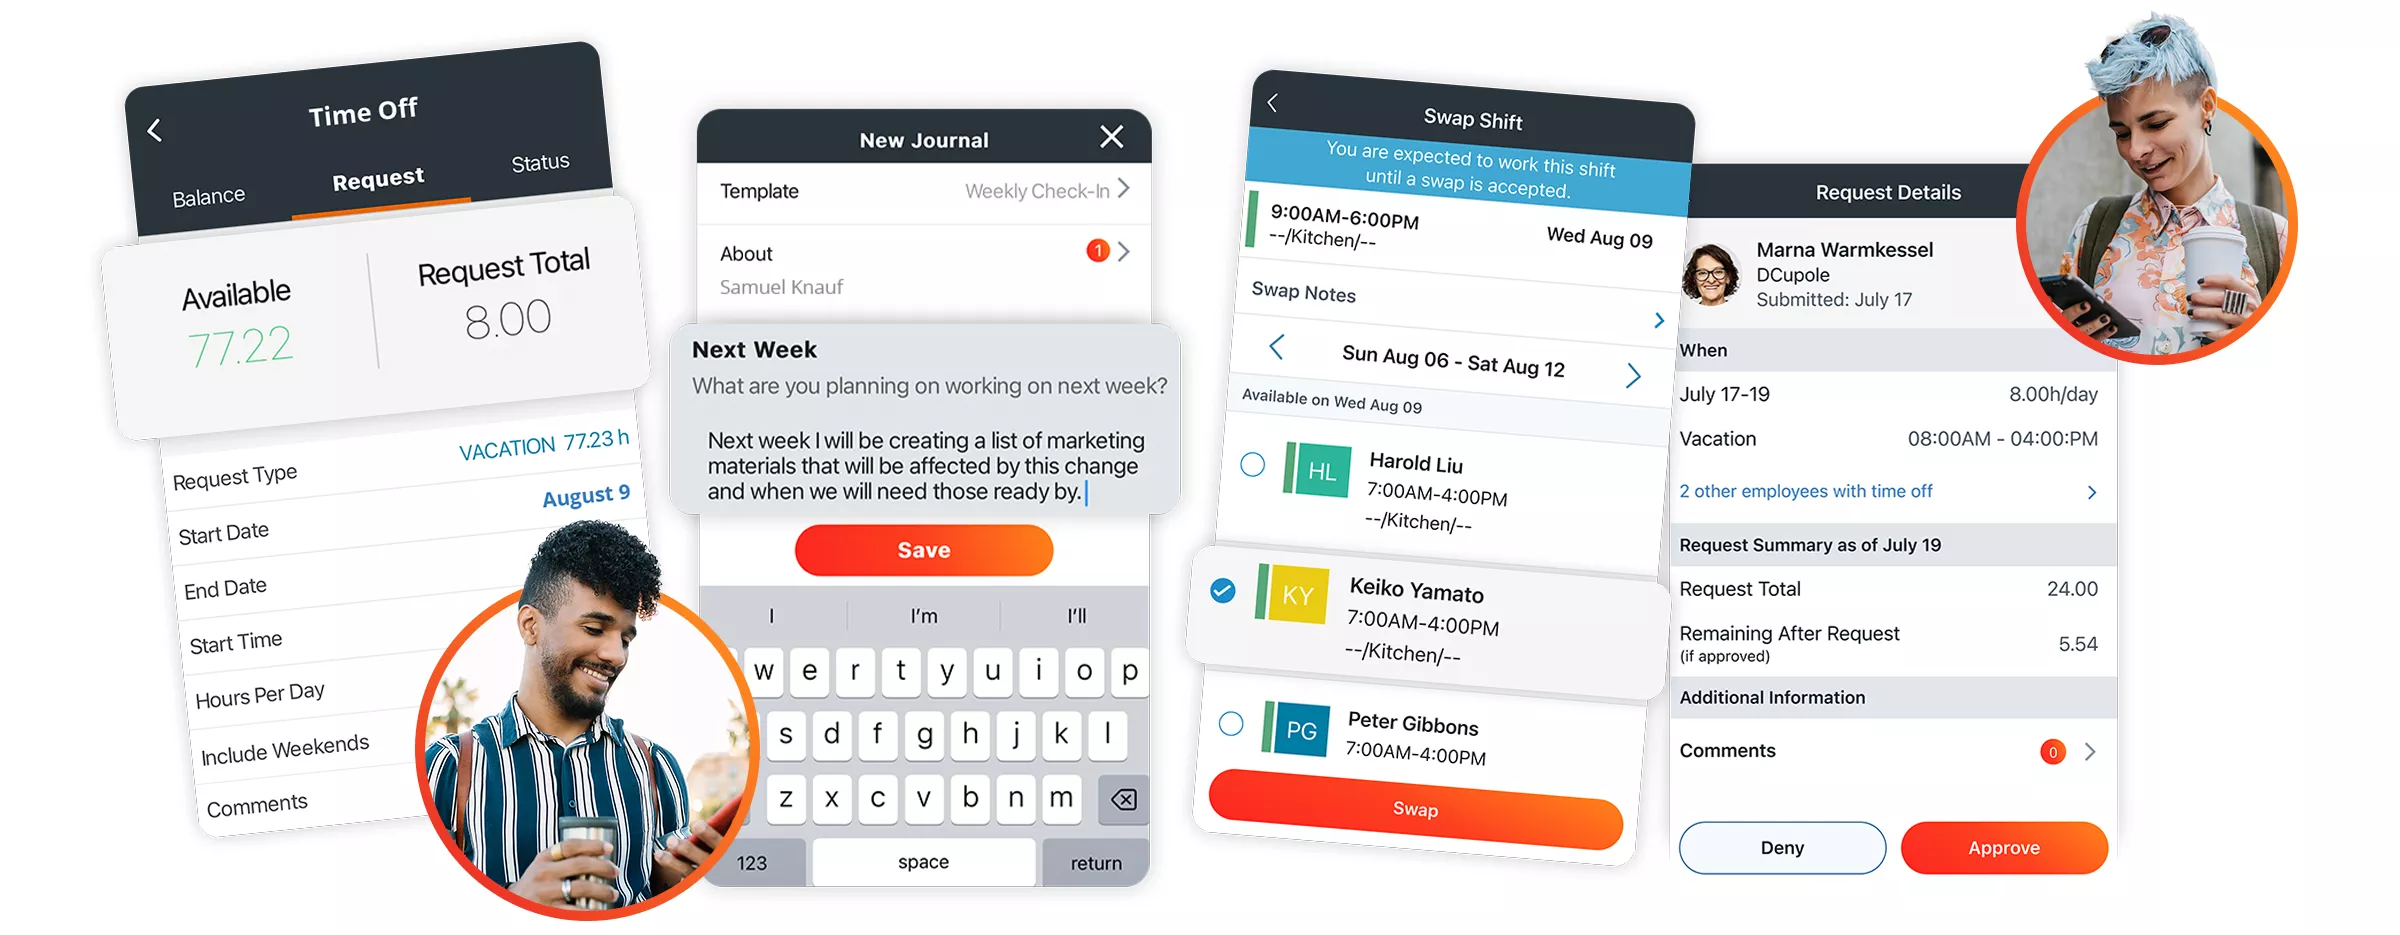 Time Off
Balance
Request
Status
Available
77.22
Request Total
8.00
Request Type
VACATION 77.23 h
Start Date
August 9
End Date
Start Time
Hours Per Day
Include Weekends
Comments
New Journal
Template
Weekly Check-In
About
1
Samuel Knauf
Next Week
What are you planning on working on next week?
Next week I will be creating a list of marketing
materials that will be affected by this change
and when we will need those ready by.
Save
I
I'm
I'll
w e r t y u i o p
s d f g h j k l
z x c v b n m
123
space
return
Swap Shift
You are expected to work this shift
until a swap is accepted.
9:00AM-6:00PM
Wed Aug 09
--/Kitchen/--
Swap Notes
Sun Aug 06 - Sat Aug 12
Available on Wed Aug 09
HL
Harold Liu
7:00AM-4:00PM
--/Kitchen/--
KY
Keiko Yamato
7:00AM-4:00PM
--/Kitchen/--
PG
Peter Gibbons
7:00AM-4:00PM
Swap
Request Details
Marna Warmkessel
DCupole
Submitted: July 17
When
July 17-19
8.00h/day
Vacation
08:00AM - 04:00:PM
2 other employees with time off
Request Summary as of July 19
Request Total
24.00
Remaining After Request
(if approved)
5.54
Additional Information
Comments
0
Deny
Approve